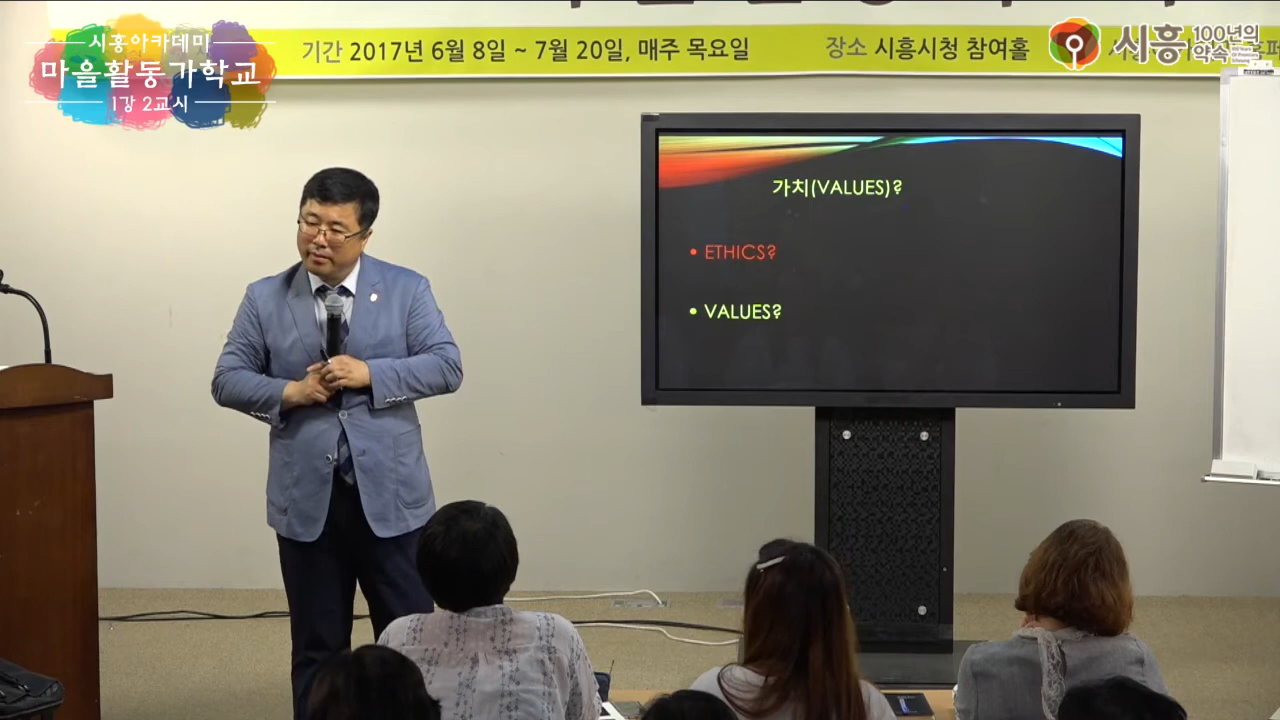 시흥아카데미
마을활동가학교
1강 2교시
기간 2017년 6월 8일 ~ 7월 20일, 매주 목요일
장소 시흥시청 참여홀
시흥 100년의
약속
가치(VALUES)?
• ETHICS?
• VALUES?